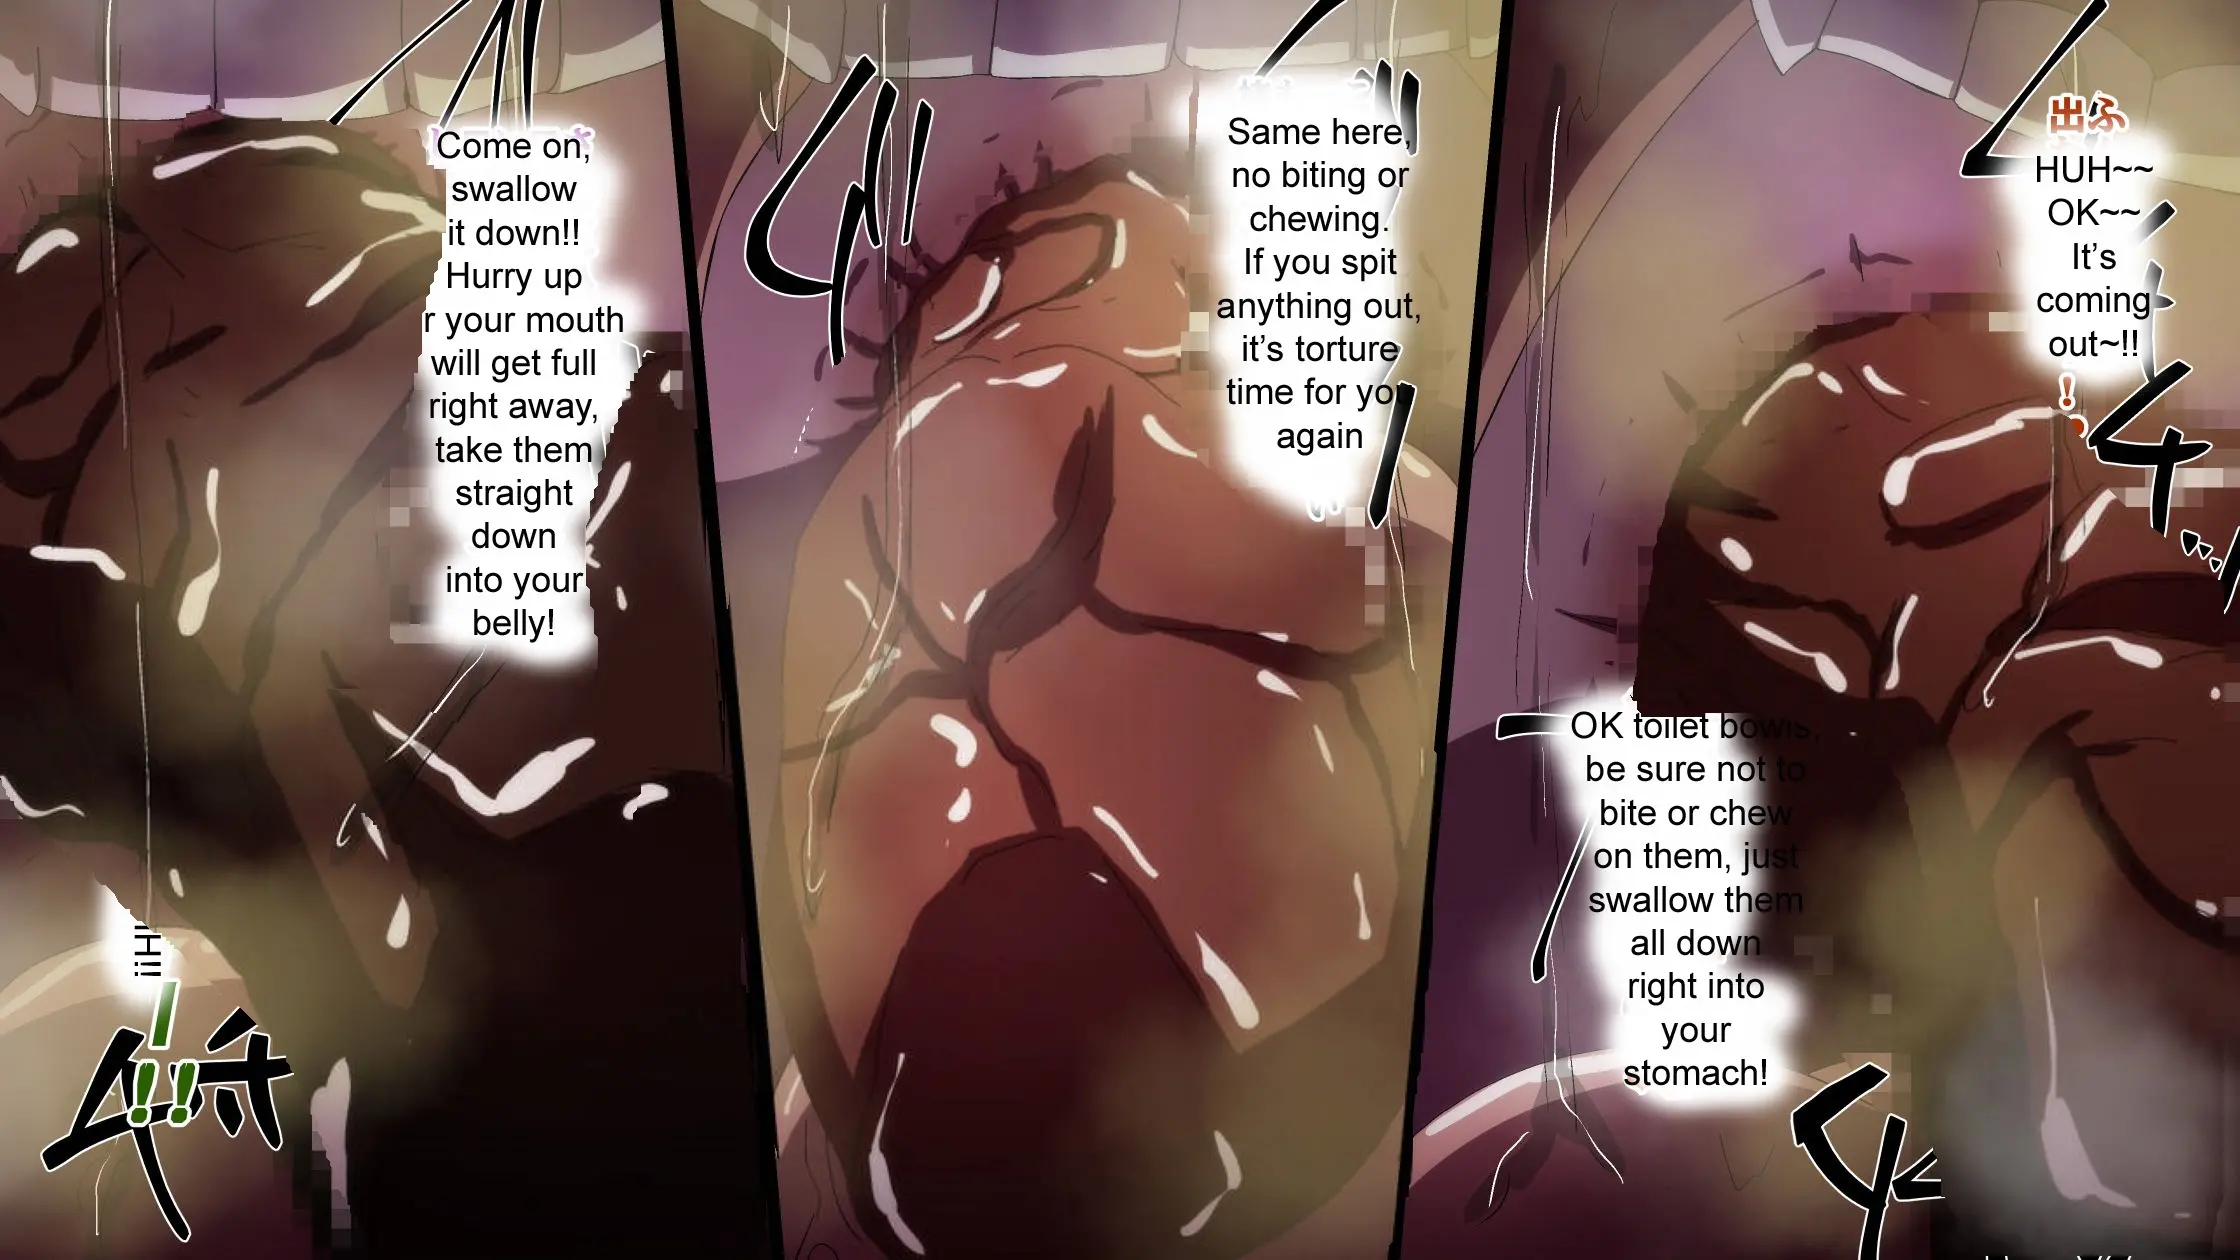 Come on,
swallow
it down!!
Hurry up
r your mouth
will get full
right away,
take them
straight
down
into your
belly!
!H!!
!
!!
Same here,
no biting or
chewing.
If you spit
anything out,
it's torture
time for you
again
出ふ
HUH~~
OK~~
It's
coming
out~!!
!
OK toilet bowls,
be sure not to
bite or chew
on them, just
swallow them
all down
right into
your
stomach!